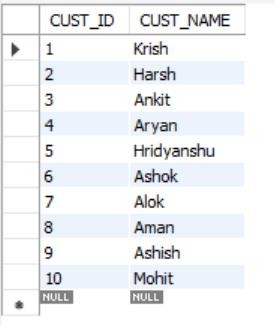 CUST_ID CUST_NAME
1 Krish
2 Harsh
3 Ankit
4 Aryan
5 Hridyanshu
6 Ashok
7 Alok
8 Aman
9 Ashish
10 Mohit
NULL NULL